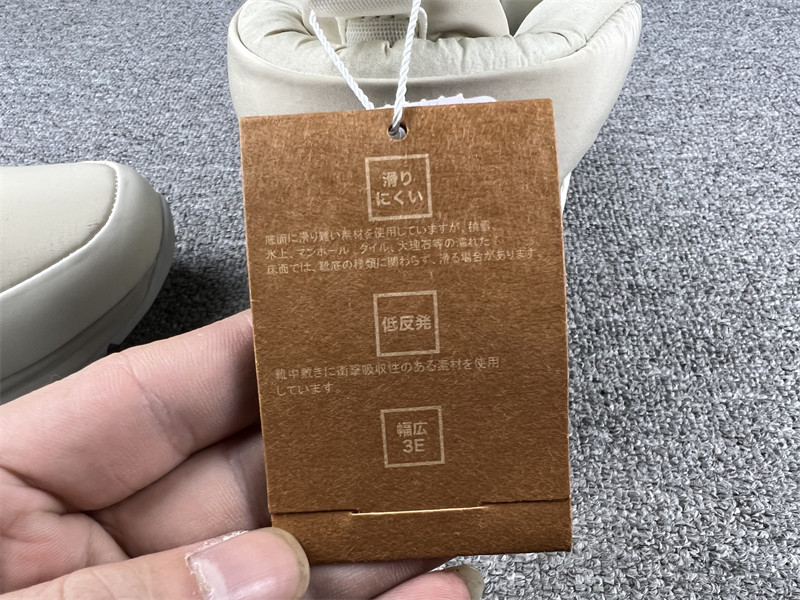 滑り
にくい
底面に滑り難い素材を使用していますが、積雪、
氷上、マンホール、タイル、大理石等の濡れた
床面では、靴底の種類に関わらず、滑る場合があります。
低反発
靴中敷きに衝撃吸収性のある素材を使用
しています。
幅広
3E